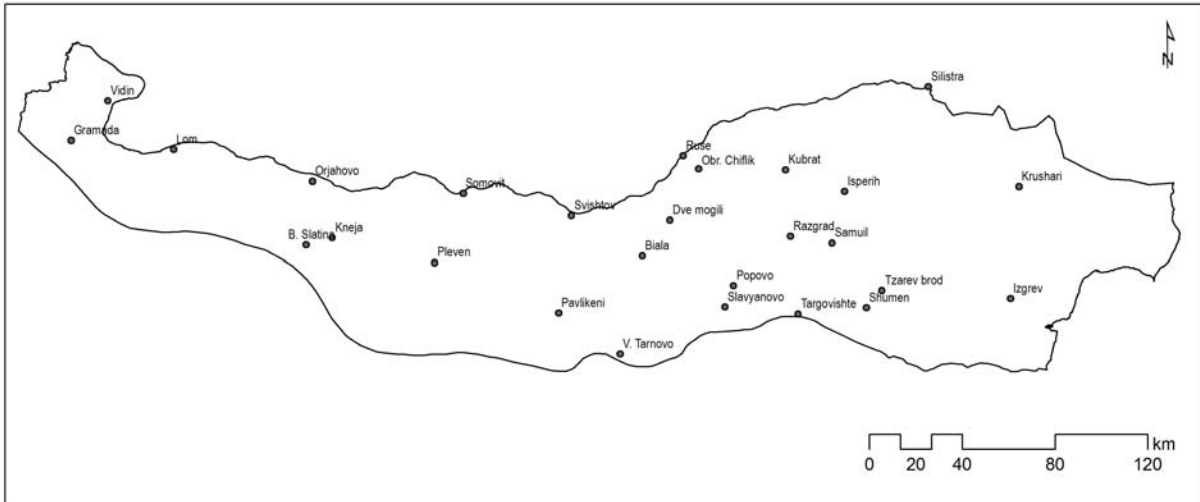 Silistra
N
Vidin
Gramada
Lom
Ruse
Obr. Chiflik
Kubrat
Orjahovo
Somovit
Isperih
Krushari
Svishtov
Dve mogili
B. Slatina
Kneja
Razgrad
Samuil
Pleven
Biala
Popovo
Tzarev brod
Izgrev
Pavlikeni
Slavyanovo
Targovishte
Shumen
V. Tarnovo
km
0 20 40 80 120